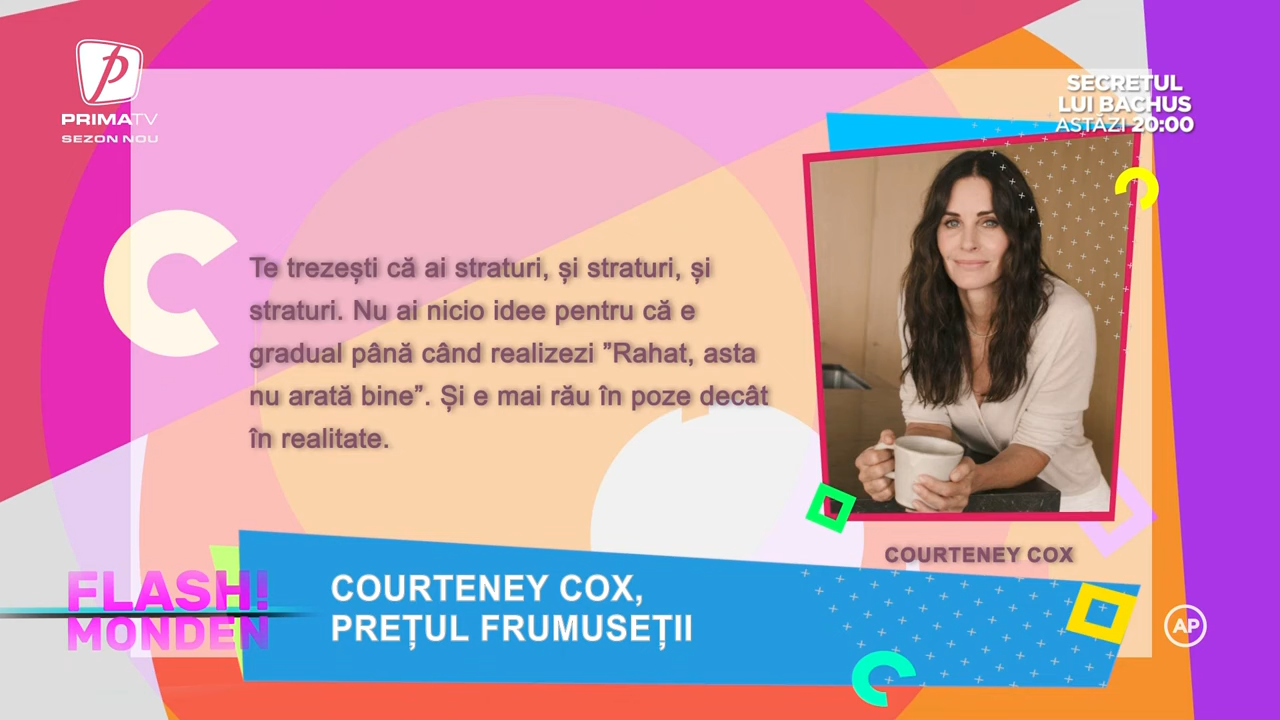 PRIMATV
SEZON NOU
SECRETUL
LUI BACHUS
ASTĂZI 20:00
Te trezești că ai straturi, și straturi, și
straturi. Nu ai nicio idee pentru că e
gradual până când realizezi ”Rahat, asta
nu arată bine”. Și e mai rău în poze decât
în realitate.
COURTENEY COX
FLASH!
MONDEN
COURTENEY COX,
PREȚUL FRUMUSEȚII
AP